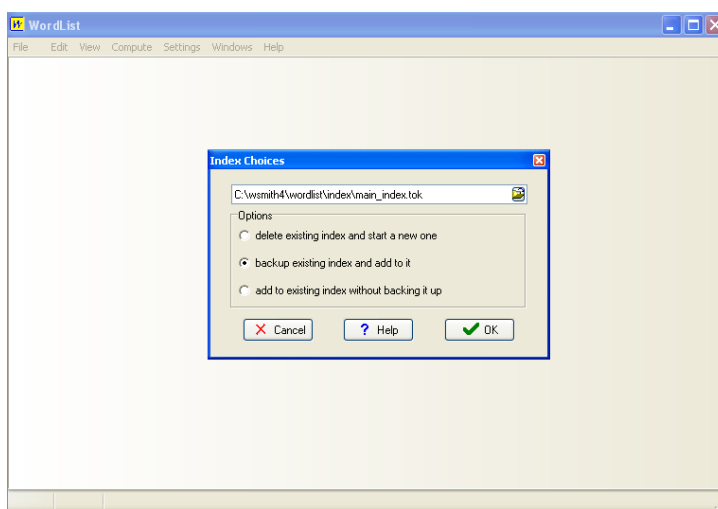 WordList
File Edit View Compute Settings Windows Help
Index Choices
C:\wsmith4\wordlist\index\main_index.tok
Options
delete existing index and start a new one
backup existing index and add to it
add to existing index without backing it up
Cancel ? Help OK